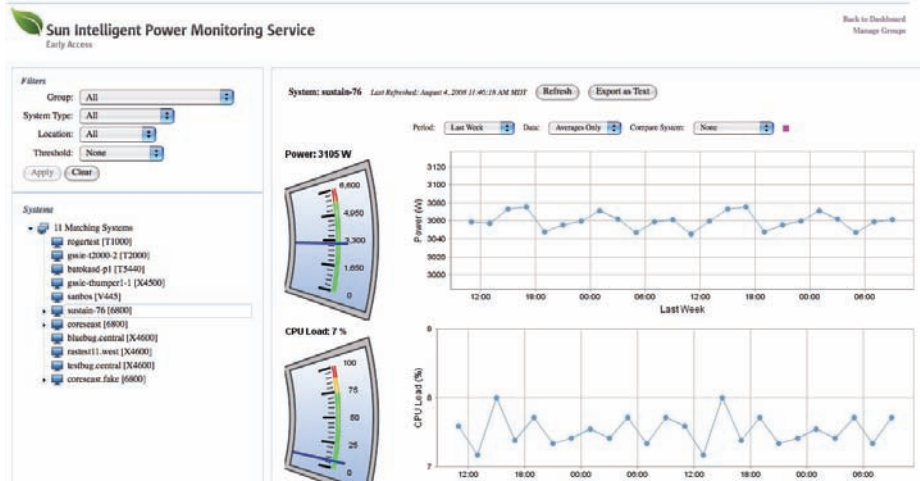 Sun Intelligent Power Monitoring Service
Early Access
Back to Dashboard
Manage Groups
Filters
Group: All
System Type: All
Location: All
Threshold: None
Apply Clear
Systems
11 Matching Systems
rogertest [T1000]
gssie-t2000-2 [T2000]
batokasd-p1 [T5440]
gssie-thumper1-1 [X4500]
sanbos [V445]
sustain-76 [6800]
coreseast [6800]
bluebug.central [X4600]
rastest11.west [X4600]
testbug.central [X4600]
coreseast.fake [6800]
System: sustain-76 Last Refreshed: August 4, 2008 11:40:18 AM MDT Refresh Export as Text
Period: Last Week Data: Averages Only Compare System: None
Power: 3105 W
6,600
4,950
3,300
1,650
0
Power (W)
3120
3100
3080
3060
3040
3020
3000
12:00 18:00 00:00 06:00 12:00 18:00 00:00 06:00
Last Week
CPU Load: 7 %
100
75
50
25
0
CPU Load (%)
9
8
7
12:00 18:00 00:00 06:00 12:00 18:00 00:00 06:00